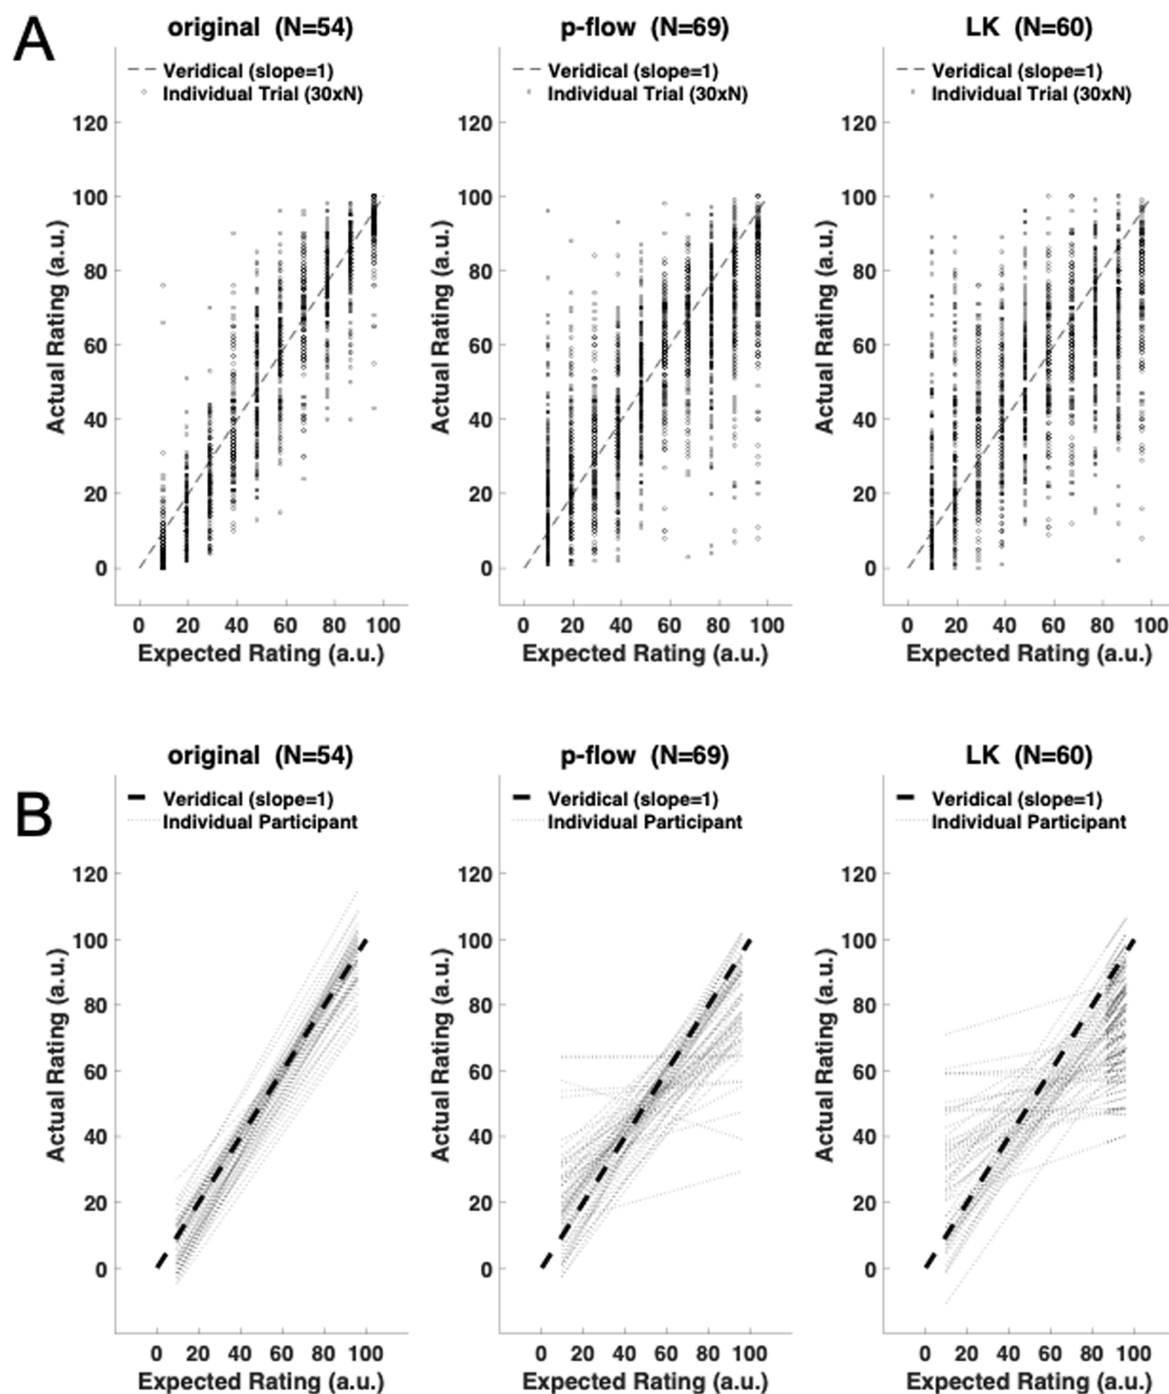 A
original (N=54)
Veridical (slope=1)
Individual Trial (30xN)
120
100
80
60
40
20
0
Actual Rating (a.u.)
0 20 40 60 80 100
Expected Rating (a.u.)
p-flow (N=69)
Veridical (slope=1)
Individual Trial (30xN)
120
100
80
60
40
20
0
Actual Rating (a.u.)
0 20 40 60 80 100
Expected Rating (a.u.)
LK (N=60)
Veridical (slope=1)
Individual Trial (30xN)
120
100
80
60
40
20
0
Actual Rating (a.u.)
0 20 40 60 80 100
Expected Rating (a.u.)
B
original (N=54)
Veridical (slope=1)
Individual Participant
120
100
80
60
40
20
0
Actual Rating (a.u.)
0 20 40 60 80 100
Expected Rating (a.u.)
p-flow (N=69)
Veridical (slope=1)
Individual Participant
120
100
80
60
40
20
0
Actual Rating (a.u.)
0 20 40 60 80 100
Expected Rating (a.u.)
LK (N=60)
Veridical (slope=1)
Individual Participant
120
100
80
60
40
20
0
Actual Rating (a.u.)
0 20 40 60 80 100
Expected Rating (a.u.)